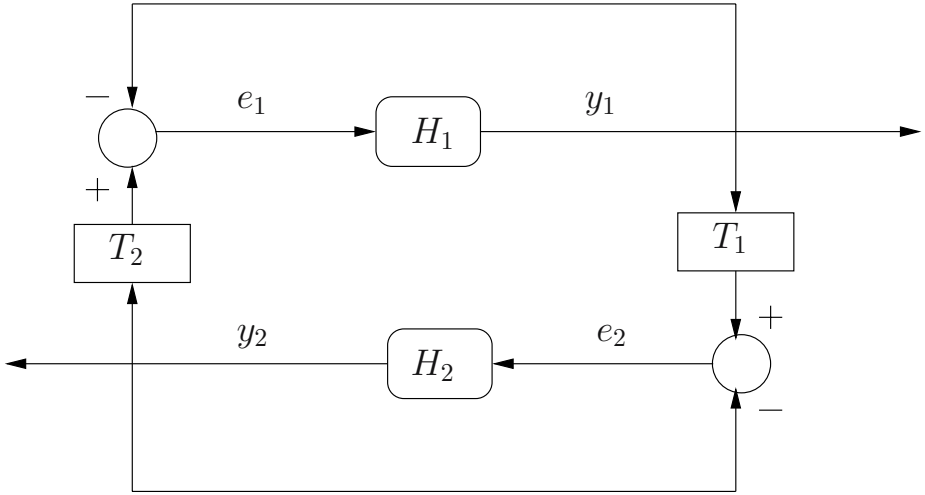 −
e₁
H₁
y₁
+
T₂
T₁
+
y₂
H₂
e₂
−